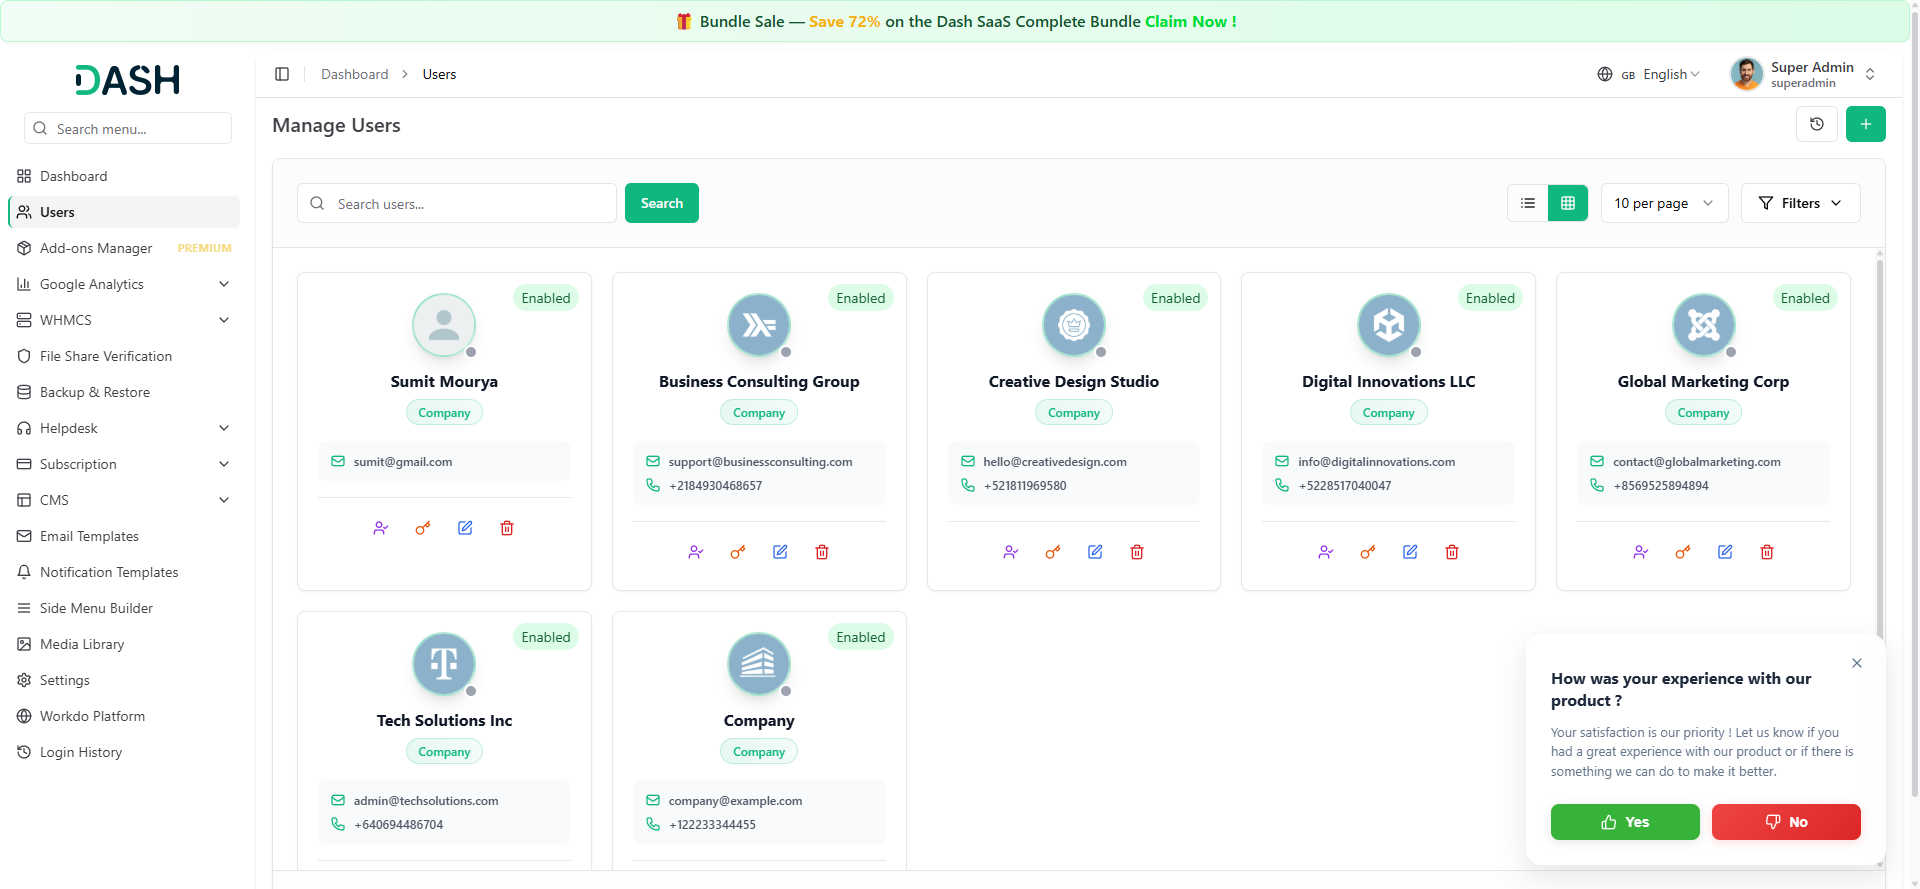 Bundle Sale — Save 72% on the Dash SaaS Complete Bundle Claim Now !
DASH
Search menu...
Dashboard
Users
Add-ons Manager PREMIUM
Google Analytics
WHMCS
File Share Verification
Backup & Restore
Helpdesk
Subscription
CMS
Email Templates
Notification Templates
Side Menu Builder
Media Library
Settings
Workdo Platform
Login History
Dashboard > Users
GB English
Super Admin
superadmin
Manage Users
Search users...
Search
10 per page
Filters
Enabled
Sumit Mourya
Company
sumit@gmail.com
Enabled
Business Consulting Group
Company
support@businessconsulting.com
+2184930468657
Enabled
Creative Design Studio
Company
hello@creativedesign.com
+521811969580
Enabled
Digital Innovations LLC
Company
info@digitalinnovations.com
+5228517040047
Enabled
Global Marketing Corp
Company
contact@globalmarketing.com
+8569525894894
Enabled
T
Tech Solutions Inc
Company
admin@techsolutions.com
+640694486704
Enabled
Company
Company
company@example.com
+122233344455
How was your experience with our
product ?
Your satisfaction is our priority ! Let us know if you
had a great experience with our product or if there is
something we can do to make it better.
Yes
No